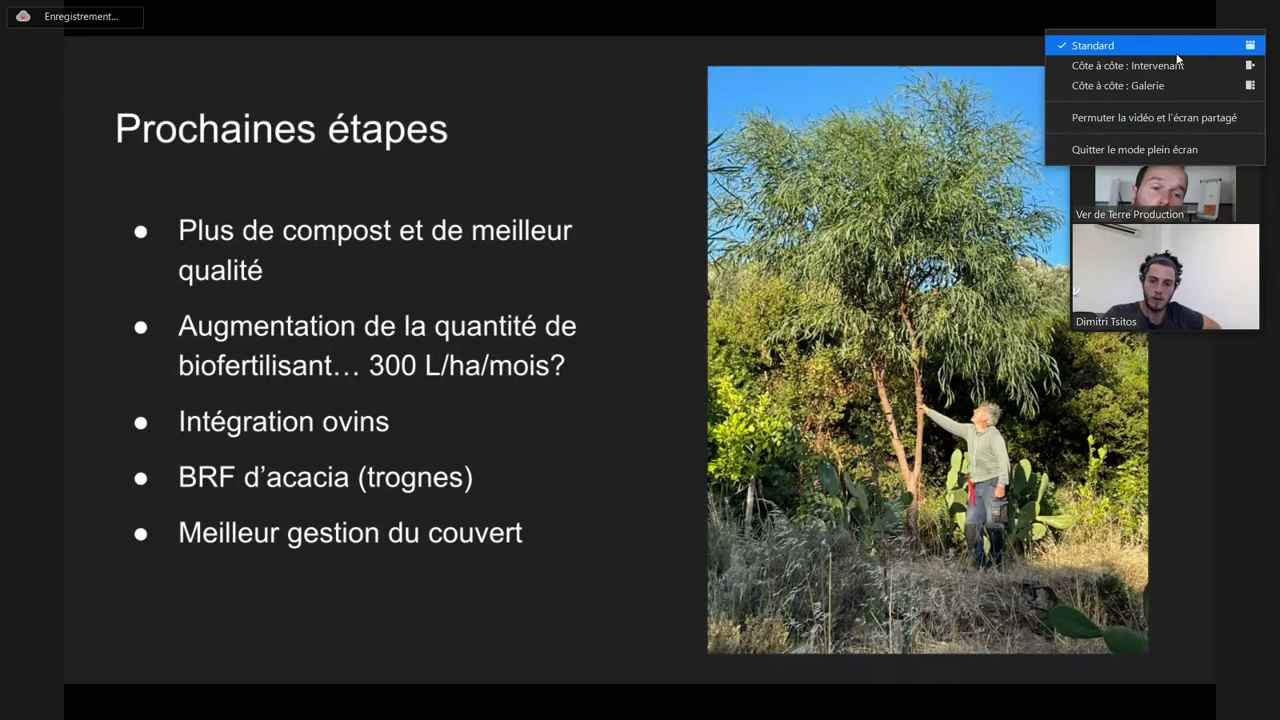 Enregistrement...
Prochaines étapes
● Plus de compost et de meilleur
qualité
● Augmentation de la quantité de
biofertilisant… 300 L/ha/mois?
● Intégration ovins
● BRF d’acacia (trognes)
● Meilleur gestion du couvert
Standard
Côte à côte : Intervenant
Côte à côte : Galerie
Permuter la vidéo et l’écran partagé
Quitter le mode plein écran
Ver de Terre Production
Dimitri Tsitos